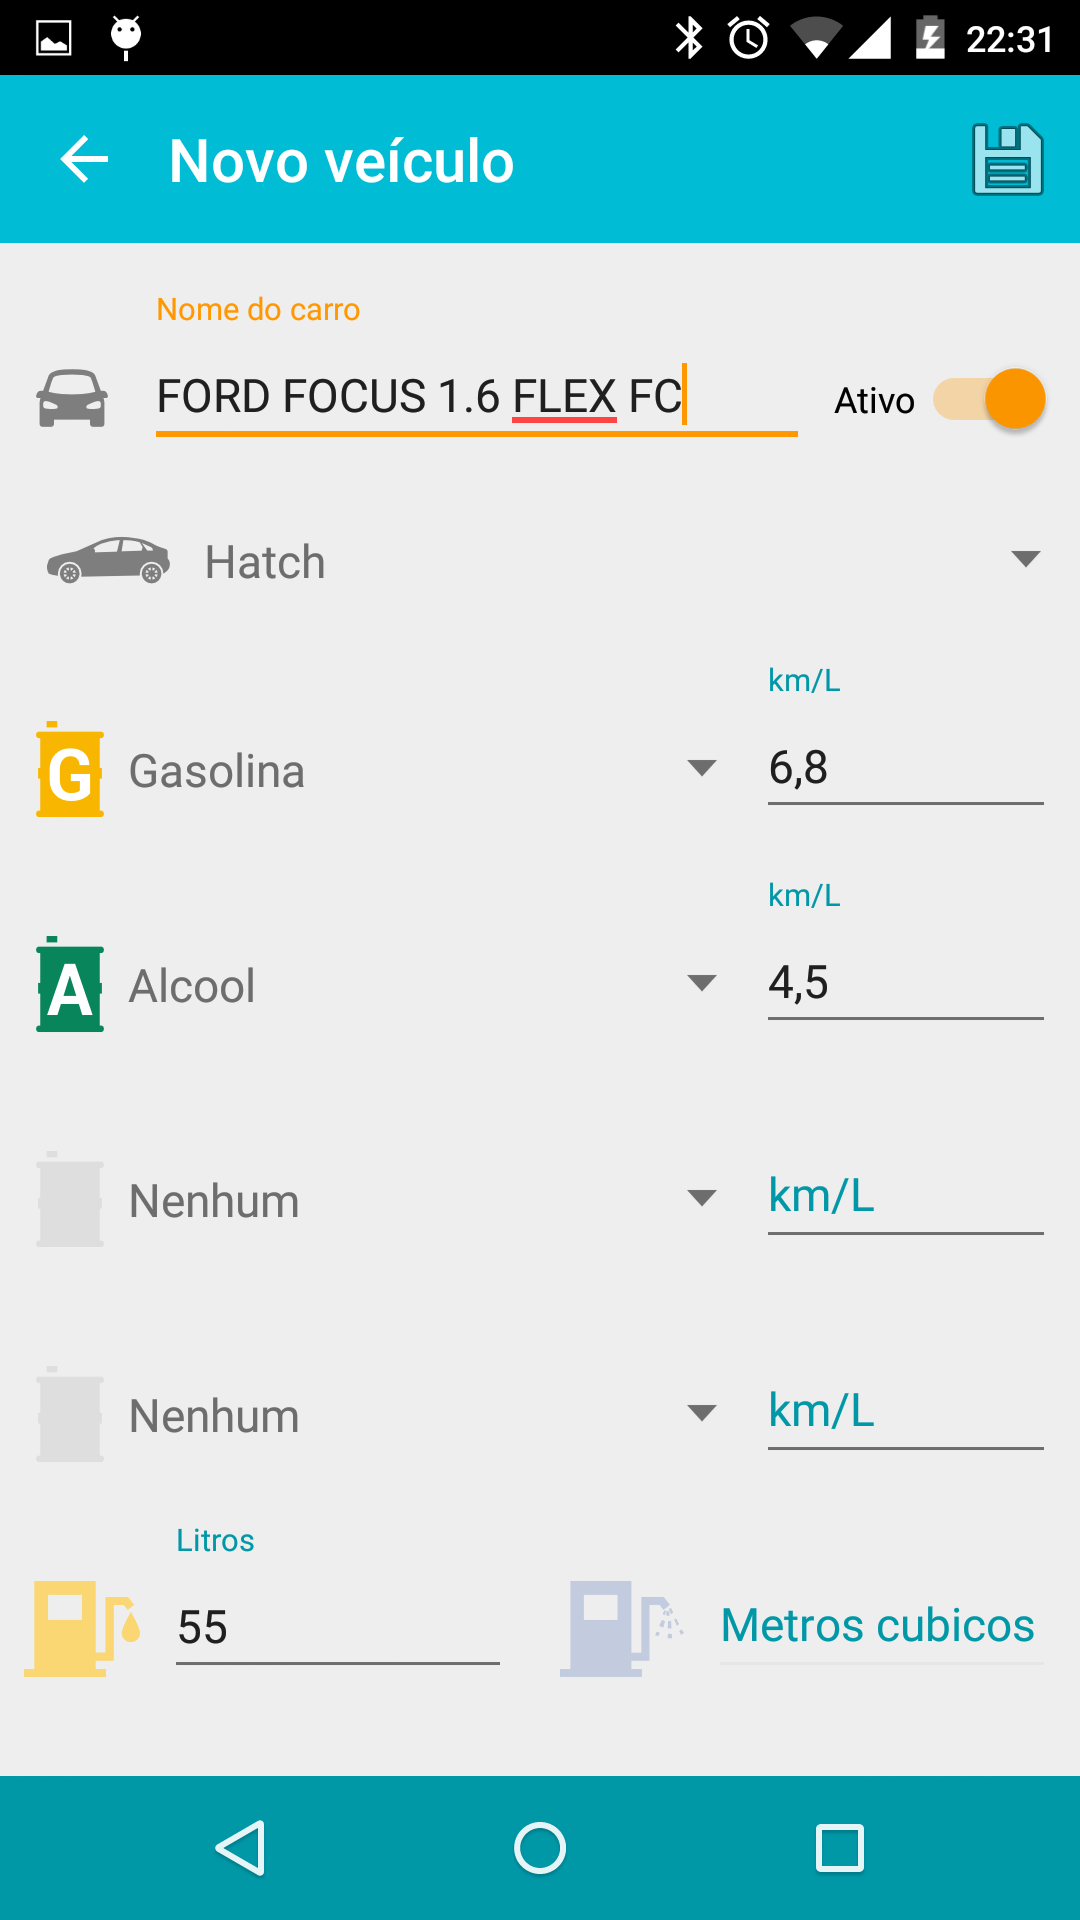 22:31
Novo veículo
Nome do carro
FORD FOCUS 1.6 FLEX FC
Ativo
Hatch
km/L
G Gasolina 6,8
km/L
A Alcool 4,5
Nenhum km/L
Nenhum km/L
Litros
55 Metros cubicos